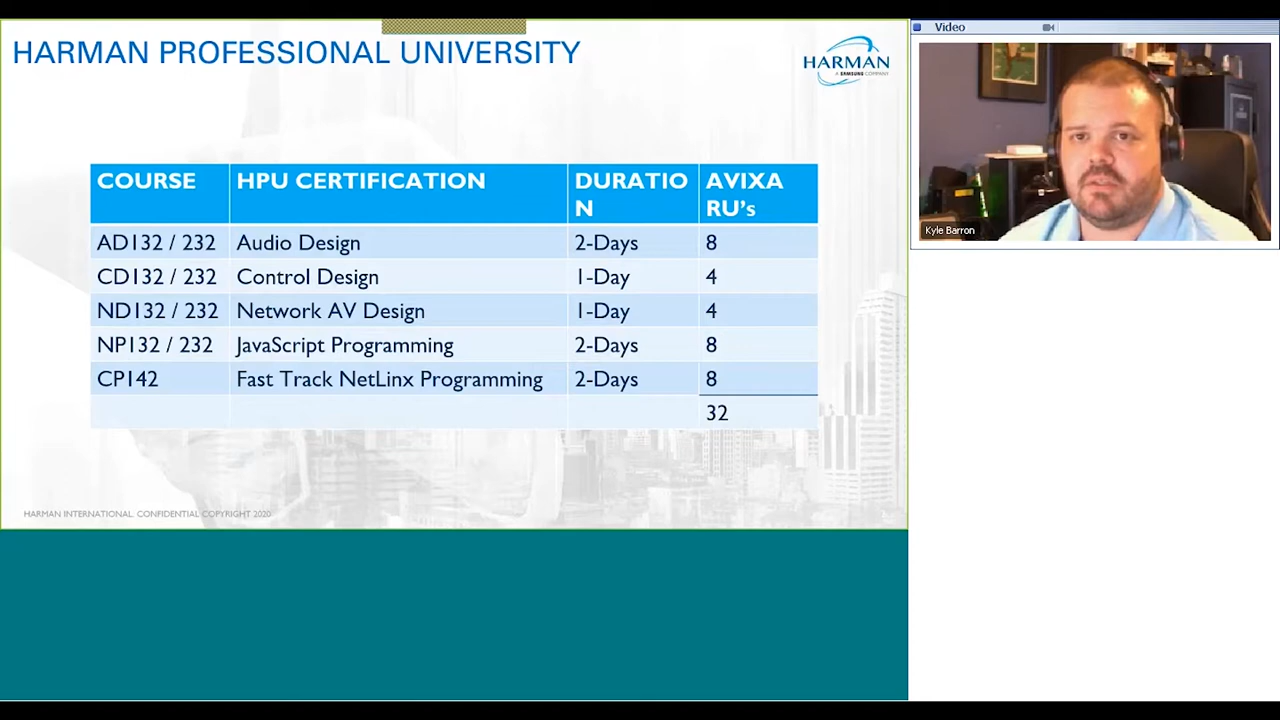 HARMAN PROFESSIONAL UNIVERSITY
HARMAN
A SAMSUNG COMPANY
COURSE HPU CERTIFICATION DURATIO AVIXA
N RU's
AD132 / 232 Audio Design 2-Days 8
CD132 / 232 Control Design 1-Day 4
ND132 / 232 Network AV Design 1-Day 4
NP132 / 232 JavaScript Programming 2-Days 8
CP142 Fast Track NetLinx Programming 2-Days 8
32
HARMAN INTERNATIONAL. CONFIDENTIAL COPYRIGHT 2020
Video
Kyle Barron